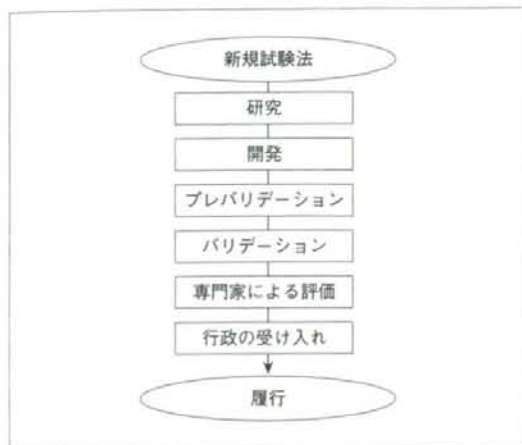 新規試験法
研究
開発
プレバリデーション
バリデーション
専門家による評価
行政の受け入れ
履行